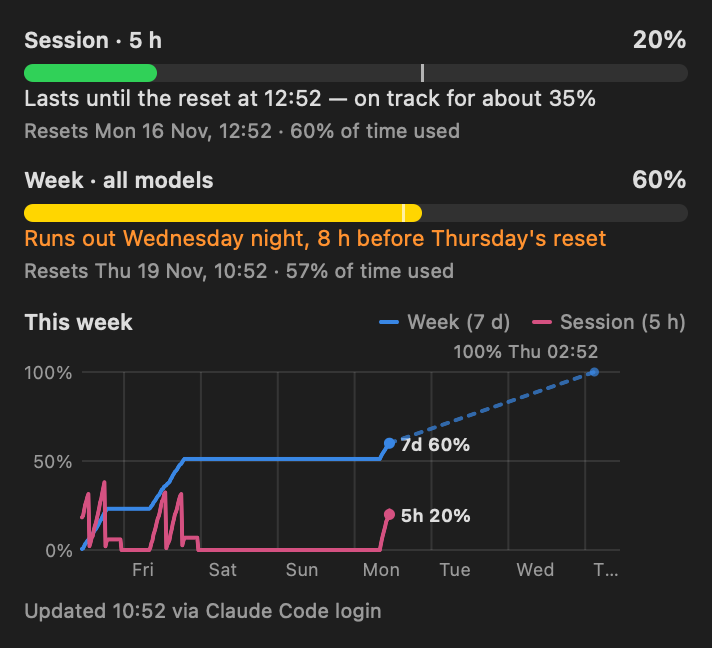 Session · 5 h 20%
Lasts until the reset at 12:52 — on track for about 35%
Resets Mon 16 Nov, 12:52 · 60% of time used
Week · all models 60%
Runs out Wednesday night, 8 h before Thursday's reset
Resets Thu 19 Nov, 10:52 · 57% of time used
This week Week (7 d) Session (5 h)
100% Thu 02:52
100%
7d 60%
50%
5h 20%
0%
Fri Sat Sun Mon Tue Wed T...
Updated 10:52 via Claude Code login